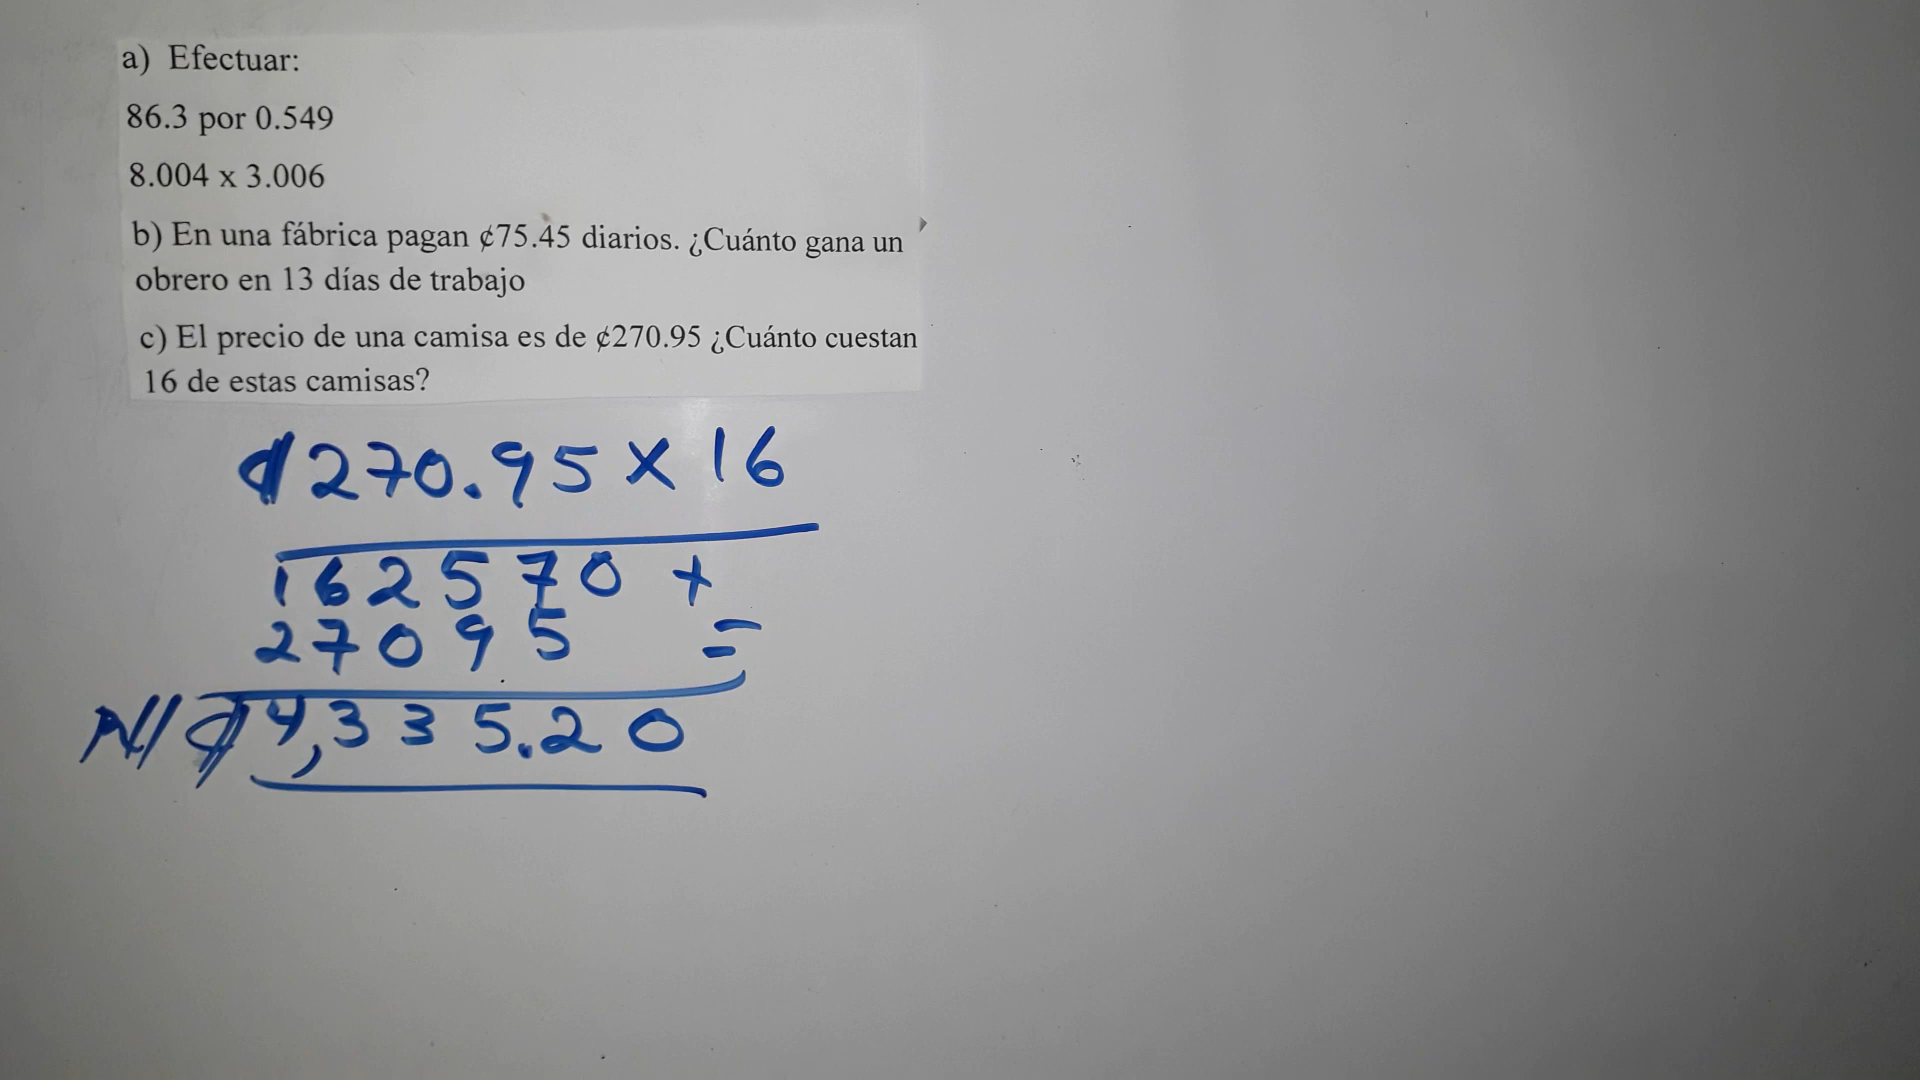 a) Efectuar:
86.3 por 0.549
8.004 x 3.006
b) En una fábrica pagan ¢75.45 diarios. ¿Cuánto gana un
obrero en 13 días de trabajo
c) El precio de una camisa es de ¢270.95 ¿Cuánto cuestan
16 de estas camisas?
₡270.95 x 16
162570 +
27095 =
R// ₡4,335.20